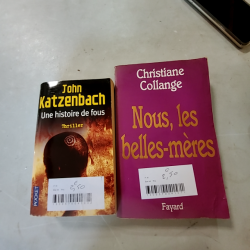 John
Katzenbach
Une histoire de fous
Thriller
POCKET
Christiane
Collange
Nous, les
belles-mères
Fayard